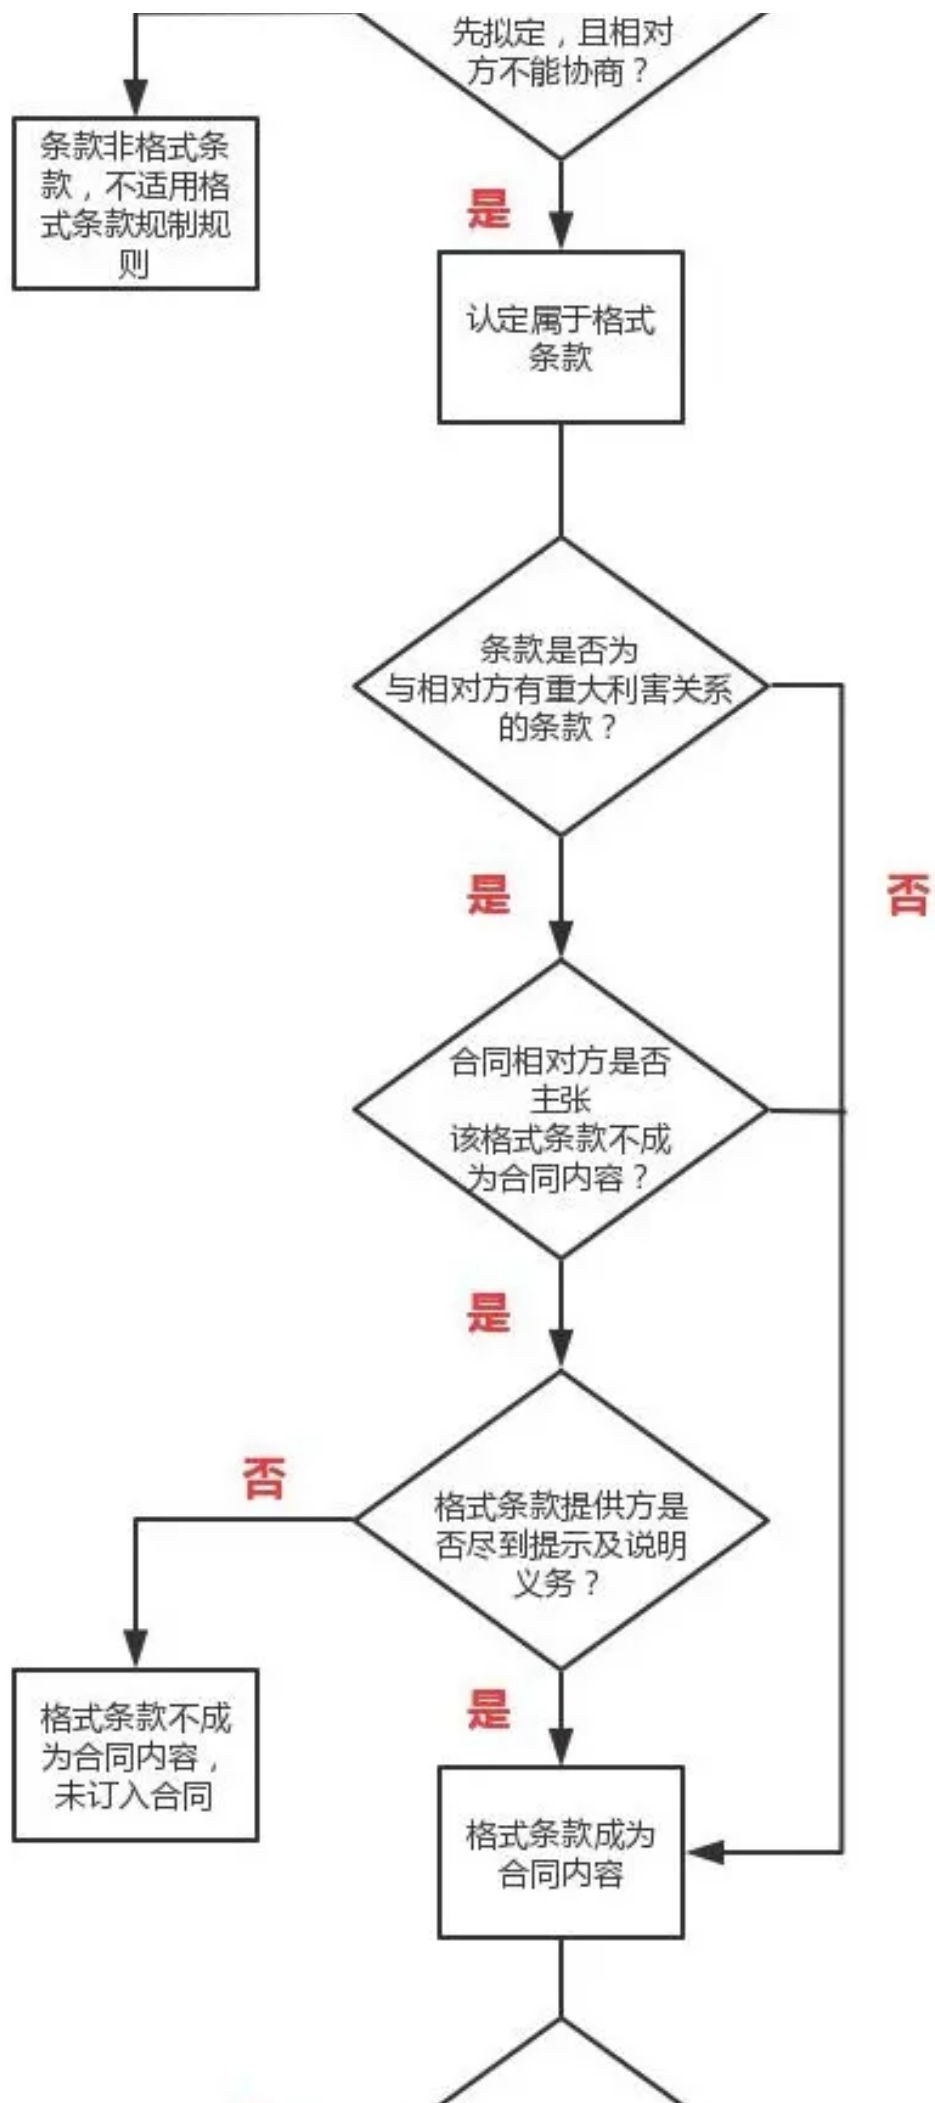 先拟定，且相对
方不能协商？
条款非格式条
款，不适用格
式条款规制规
则
是
认定属于格式
条款
条款是否为
与相对方有重大利害关系
的条款？
是
否
合同相对方是否
主张
该格式条款不成
为合同内容？
是
否
格式条款提供方是
否尽到提示及说明
义务？
格式条款不成
为合同内容，
未订入合同
是
格式条款成为
合同内容